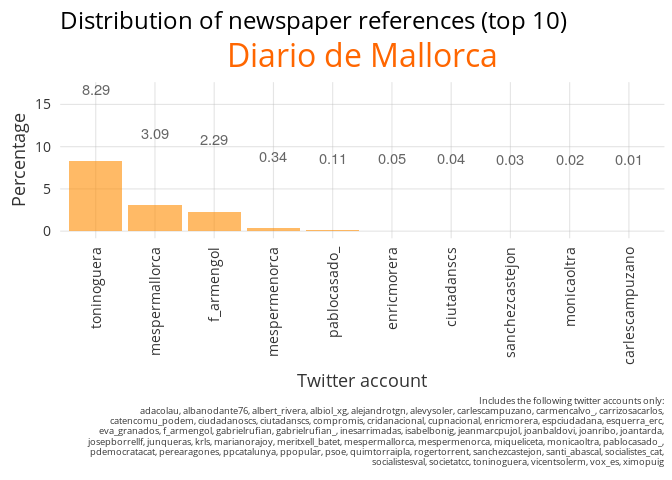 Distribution of newspaper references (top 10)
Diario de Mallorca
8.29
3.09
2.29
0.34
0.11
0.05
0.04
0.03
0.02
0.01
15
10
5
0
Percentage
toninoguera
mespermallorca
f_armengol
mespermenorca
pablocasado_
enricmorera
ciutadanscs
sanchezcastejon
monicaoltra
carlescampuzano
Twitter account
Includes the following twitter accounts only:
adacolau, albanodante76, albert_rivera, albiol_xg, alejandrotgn, alevysoler, carlescampuzano, carmencalvo_, carrizosacarlos,
catencomu_podem, ciudadanoscs, ciutadanscs, compromis, cridanacional, cupnacional, enricmorera, espciudadana, esquerra_erc,
eva_granados, f_armengol, gabrielrufian, gabrielrufian_, inesarrimadas, isabelbonig, jeanmarcpujol, joanbaldovi, joanribo, joantarda,
josepborrellf, junqueras, krls, marianorajoy, meritxell_batet, mespermallorca, mespermenorca, miqueliceta, monicaoltra, pablocasado_,
pdemocratacat, perearagones, ppcatalunya, ppopular, psoe, quimtorraipla, rogertorrent, sanchezcastejon, santi_abascal, socialistes_cat,
socialistesval, societatcc, toninoguera, vicentsolerm, vox_es, ximopuig